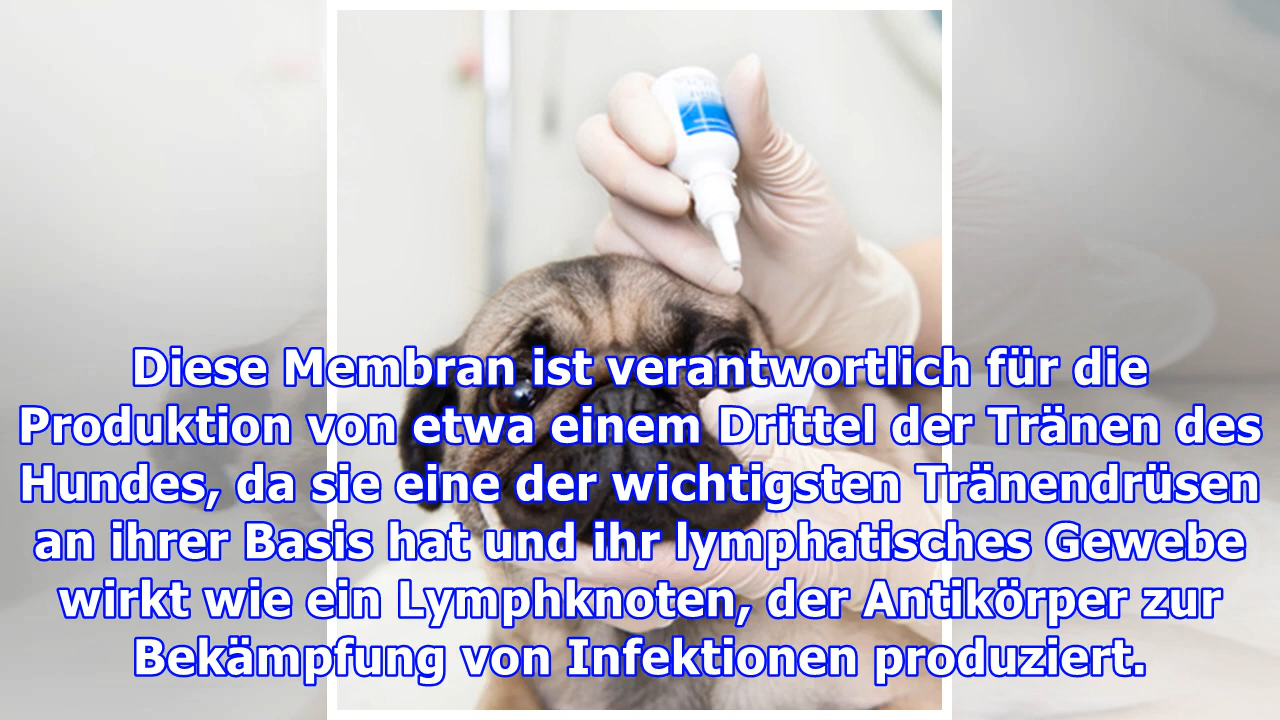 Diese Membran ist verantwortlich für die
Produktion von etwa einem Drittel der Tränen des
Hundes, da sie eine der wichtigsten Tränendrüsen
an ihrer Basis hat und ihr lymphatisches Gewebe
wirkt wie ein Lymphknoten, der Antikörper zur
Bekämpfung von Infektionen produziert.